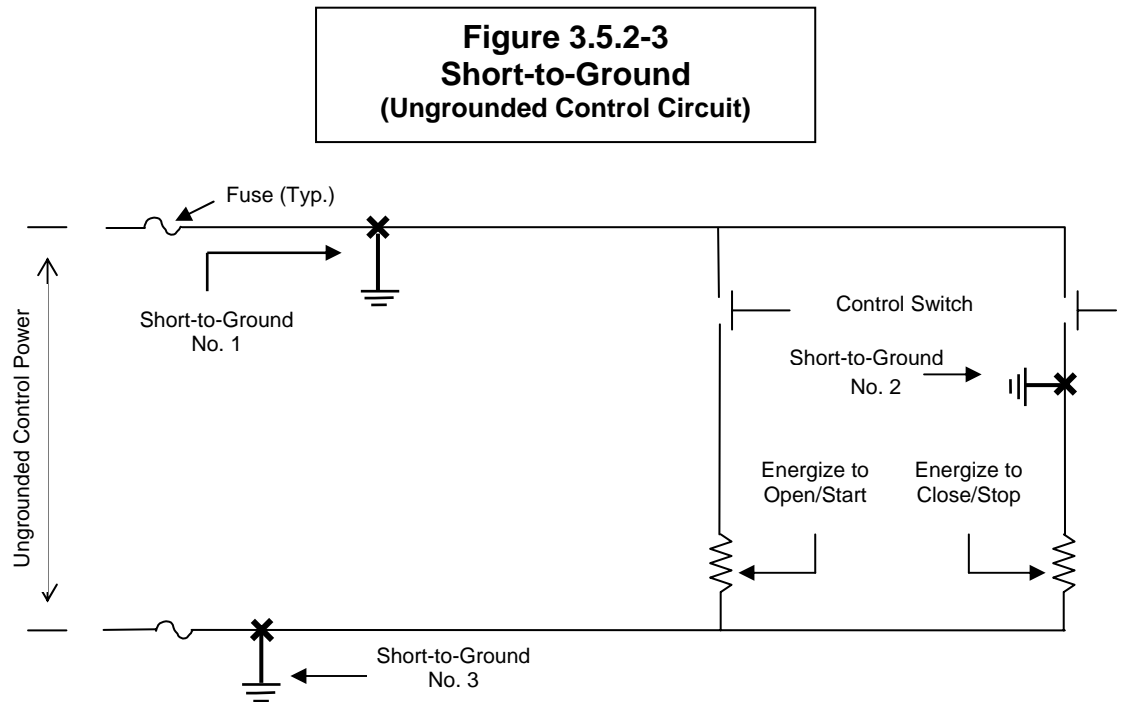 Figure 3.5.2-3
Short-to-Ground
(Ungrounded Control Circuit)
Fuse (Typ.)
Short-to-Ground
No. 1
Ungrounded Control Power
Control Switch
Short-to-Ground
No. 2
Energize to
Open/Start
Energize to
Close/Stop
Short-to-Ground
No. 3